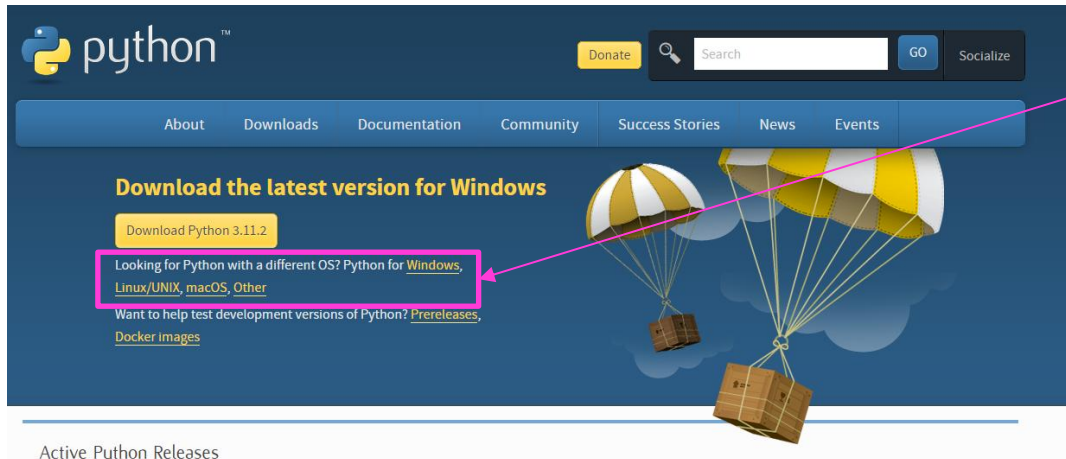 python™
Donate
Search
GO
Socialize
About Downloads Documentation Community Success Stories News Events
Download the latest version for Windows
Download Python 3.11.2
Looking for Python with a different OS? Python for Windows,
Linux/UNIX, macOS, Other
Want to help test development versions of Python? Prereleases,
Docker images
Active Python Releases